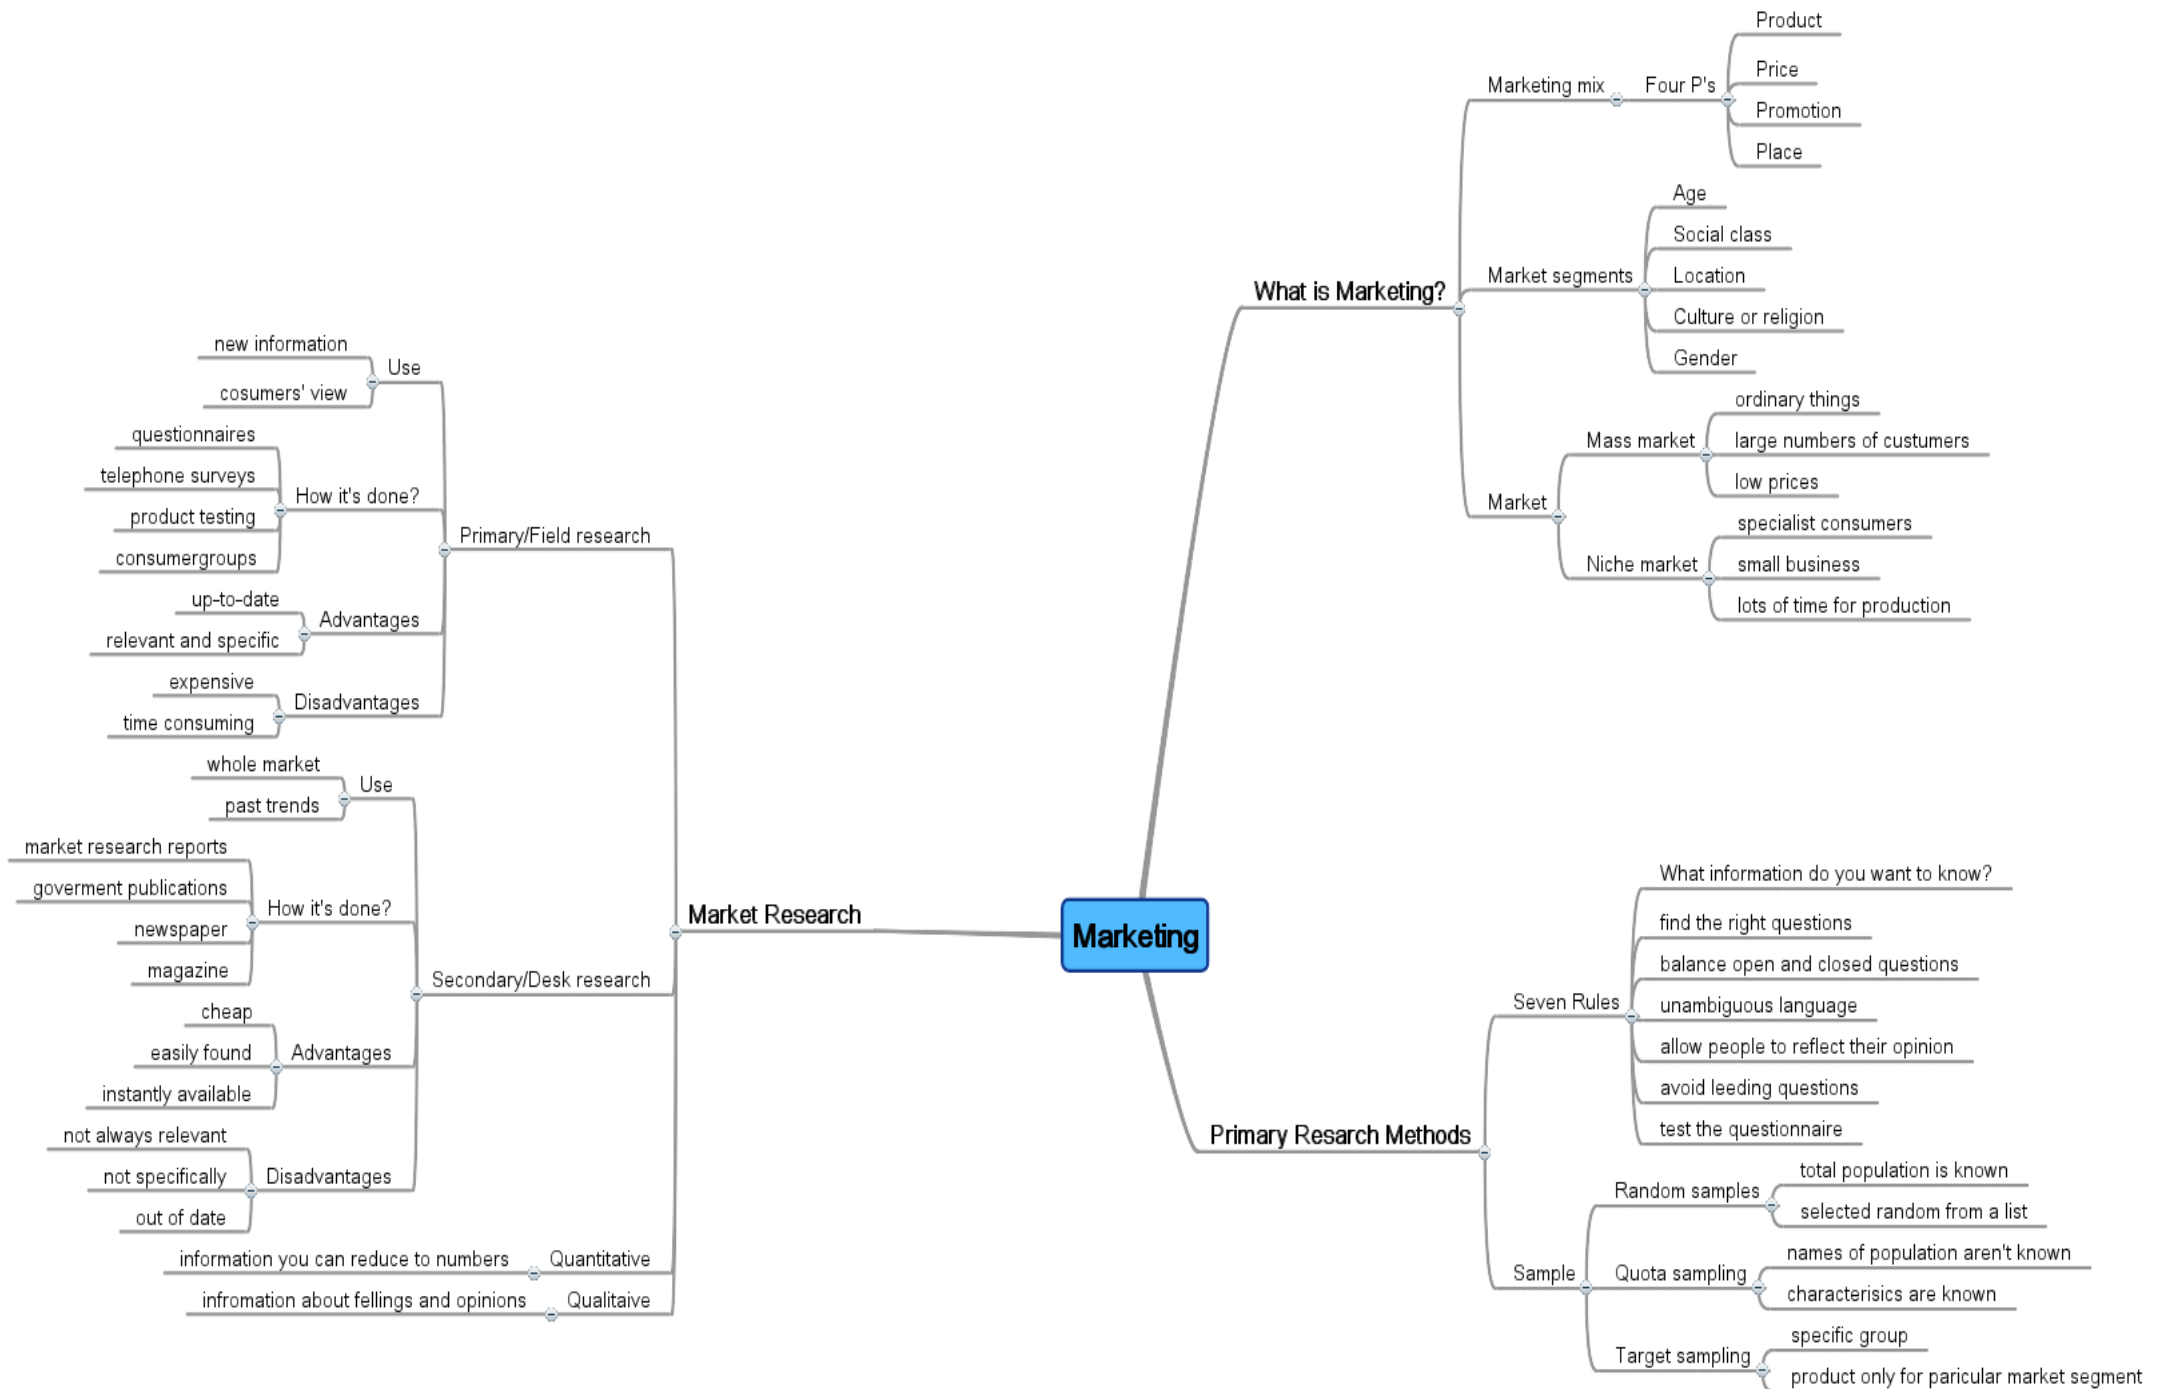 Marketing
What is Marketing?
Marketing mix
Four P's
Product
Price
Promotion
Place
Market segments
Age
Social class
Location
Culture or religion
Gender
Market
Mass market
ordinary things
large numbers of custumers
low prices
Niche market
specialist consumers
small business
lots of time for production
Primary Resarch Methods
Seven Rules
What information do you want to know?
find the right questions
balance open and closed questions
unambiguous language
allow people to reflect their opinion
avoid leeding questions
test the questionnaire
Sample
Random samples
total population is known
selected random from a list
Quota sampling
names of population aren't known
characterisics are known
Target sampling
specific group
product only for paricular market segment
Market Research
Primary/Field research
Use
new information
cosumers' view
How it's done?
questionnaires
telephone surveys
product testing
consumergroups
Advantages
up-to-date
relevant and specific
Disadvantages
expensive
time consuming
Secondary/Desk research
Use
whole market
past trends
How it's done?
market research reports
goverment publications
newspaper
magazine
Advantages
cheap
easily found
instantly available
Disadvantages
not always relevant
not specifically
out of date
Quantitative
information you can reduce to numbers
Qualitaive
infromation about fellings and opinions